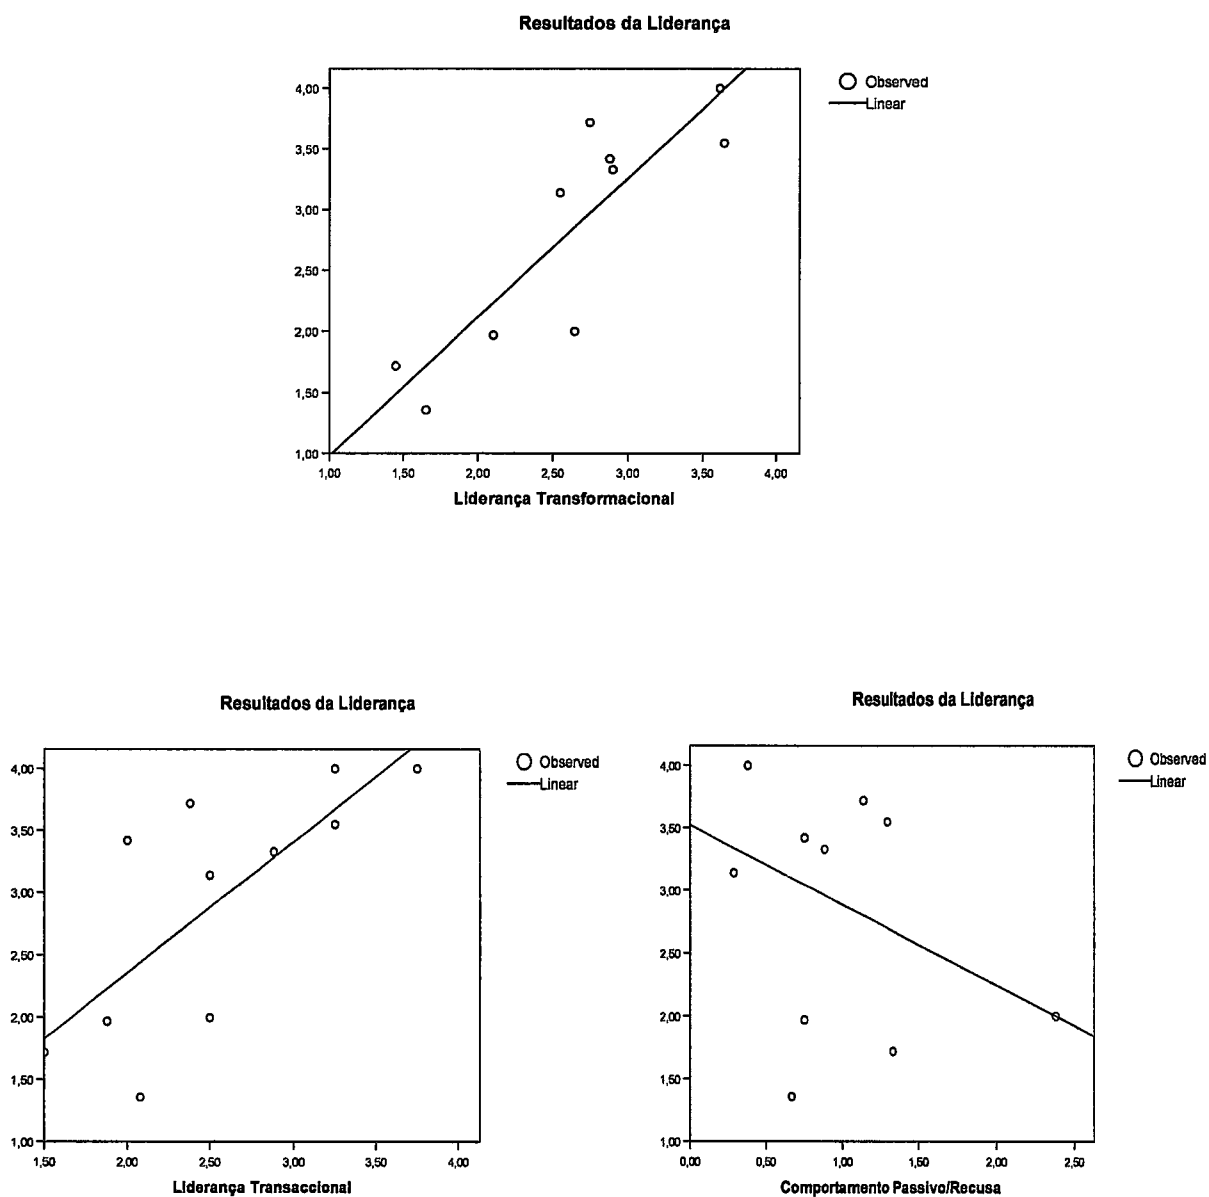 Resultados da Liderança
Observed
Linear
4,00
3,50
3,00
2,50
2,00
1,50
1,00
1,00 1,50 2,00 2,50 3,00 3,50 4,00
Liderança Transformacional
Resultados da Liderança
Observed
Linear
4,00
3,50
3,00
2,50
2,00
1,50
1,00
1,50 2,00 2,50 3,00 3,50 4,00
Liderança Transaccional
Resultados da Liderança
Observed
Linear
4,00
3,50
3,00
2,50
2,00
1,50
1,00
0,00 0,50 1,00 1,50 2,00 2,50
Comportamento Passivo/Recusa